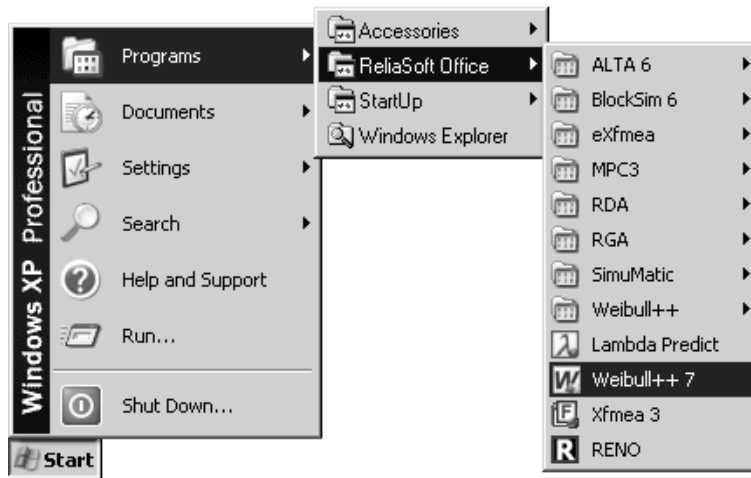 Windows XP Professional
Programs
Documents
Settings
Search
Help and Support
Run...
Shut Down...
Start
Accessories
ReliaSoft Office
StartUp
Windows Explorer
ALTA 6
BlockSim 6
eXfmea
MPC3
RDA
RGA
SimuMatic
Weibull++
Lambda Predict
Weibull++ 7
Xfmea 3
RENO